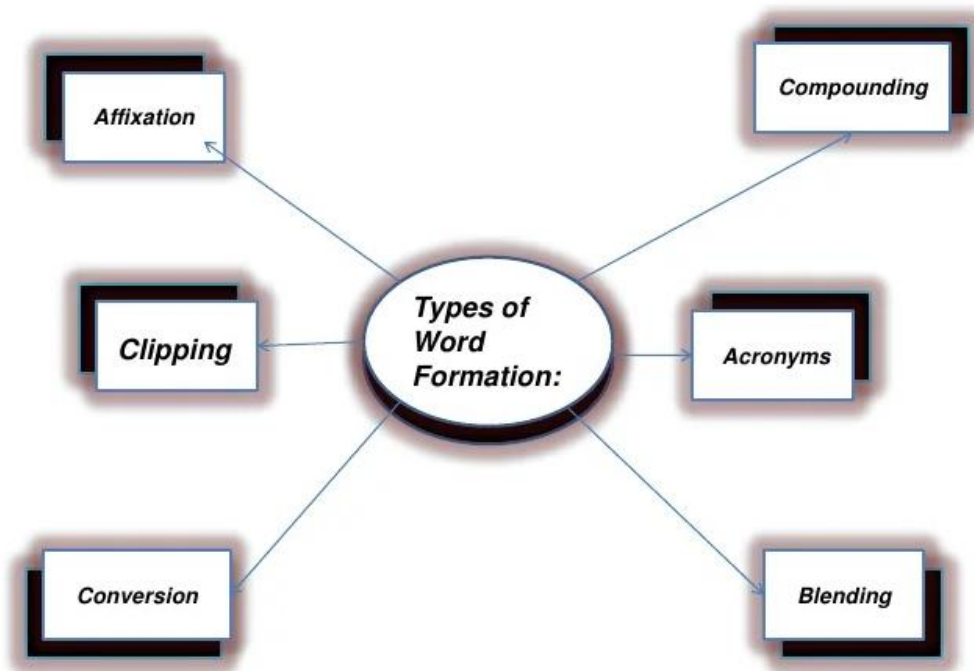 Affixation
Compounding
Types of
Word
Formation:
Clipping
Acronyms
Conversion
Blending